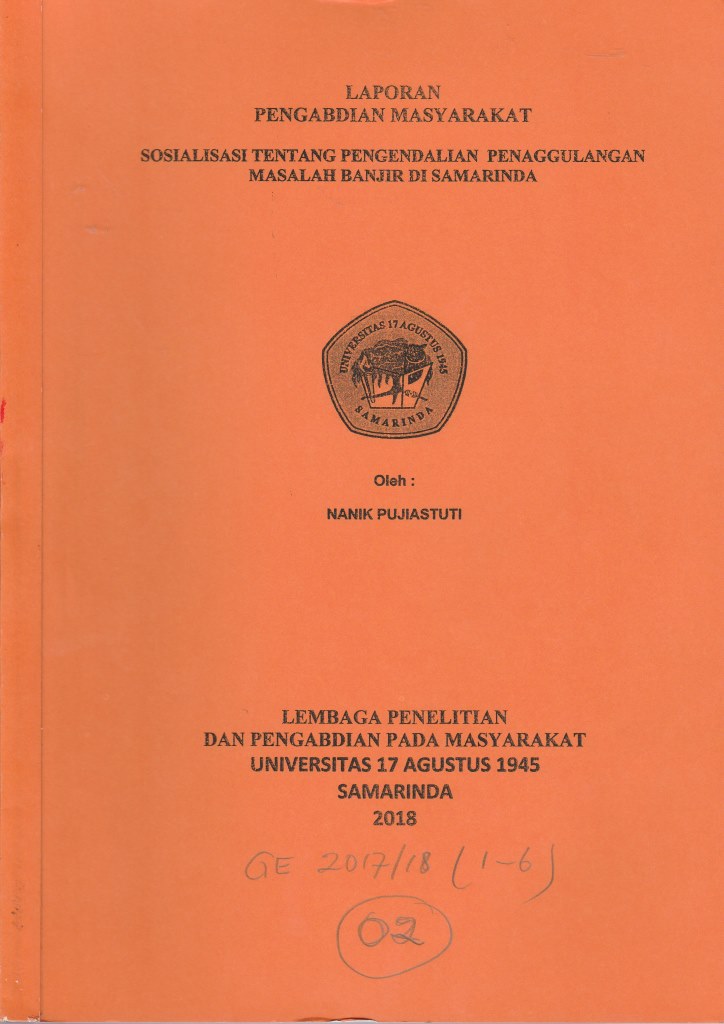 LAPORAN
PENGABDIAN MASYARAKAT
SOSIALISASI TENTANG PENGENDALIAN PENAGGULANGAN
MASALAH BANJIR DI SAMARINDA
UNIVERSITAS 17 AGUSTUS 1945
SAMARINDA
Oleh :
NANIK PUJIASTUTI
LEMBAGA PENELITIAN
DAN PENGABDIAN PADA MASYARAKAT
UNIVERSITAS 17 AGUSTUS 1945
SAMARINDA
2018
GE 2017/18 (1-6)
02